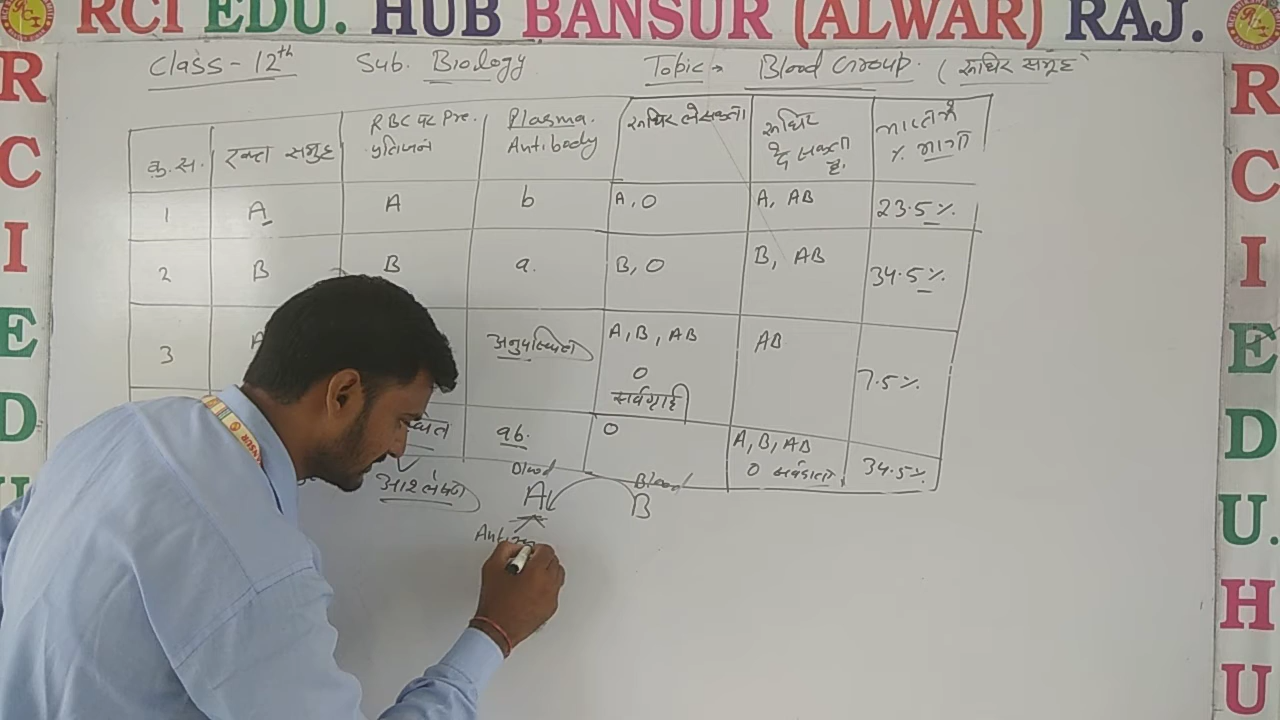 RCI EDU. HUB BANSUR (ALWAR) RAJ.
Class - 12th Sub. Biology Topic → Blood Group. (रूधिर समूह)
क्र.स. रक्त समुह RBC पर Pre. प्रतिजन Plasma. Antibody रूधिर ले सकता रूधिर दे सकता है. भारत में % मात्रा
1 A A b A, O A, AB 23.5%
2 B B a. B, O B, AB 34.5%
3 A अनुपस्थित A, B, AB O सर्वग्राही AB 7.5%
ab. O A, B, AB O सर्वदाता 34.5%
Blood Blood
A B
R
C
I
E
D
U
R
C
I
E
D
U.
H
U